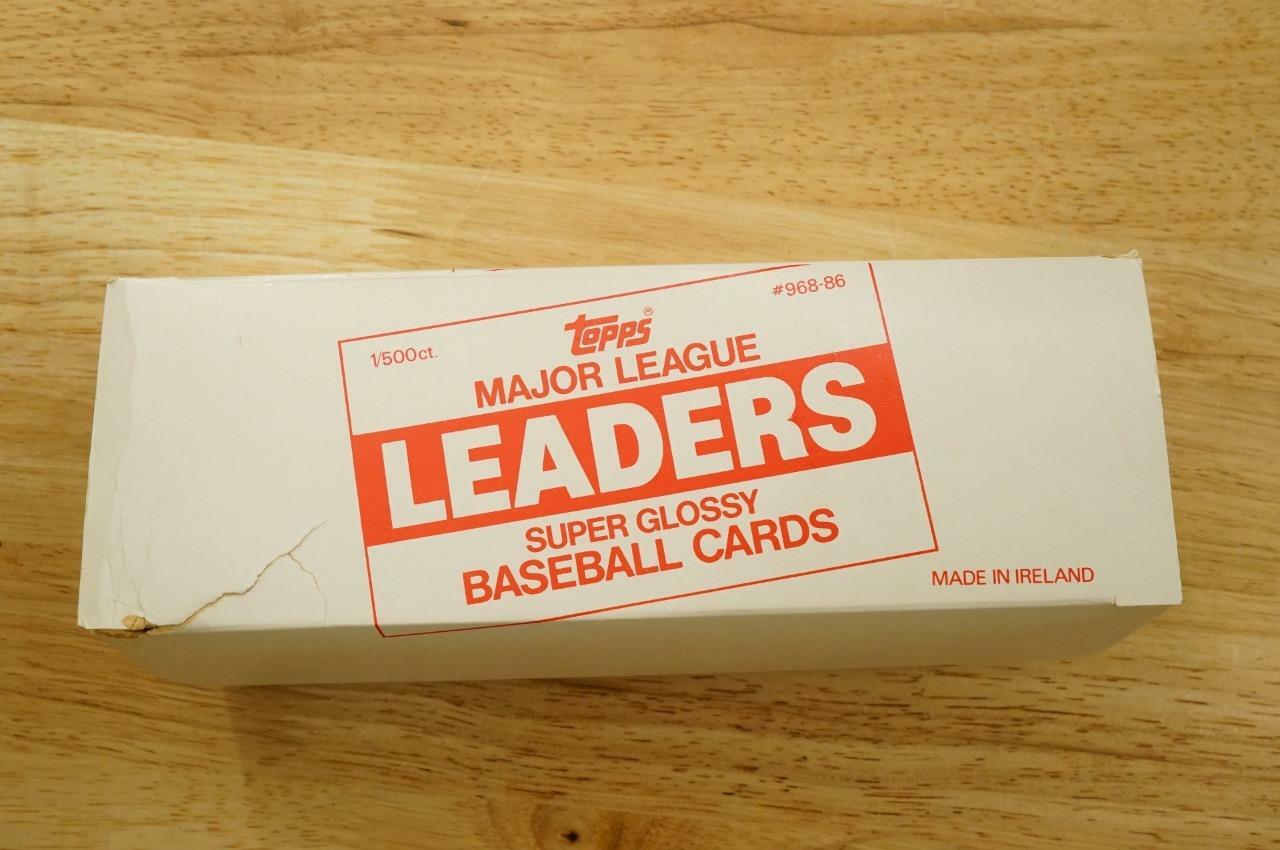 1/500ct.
#968-86
topps®
MAJOR LEAGUE
LEADERS
SUPER GLOSSY
BASEBALL CARDS
MADE IN IRELAND